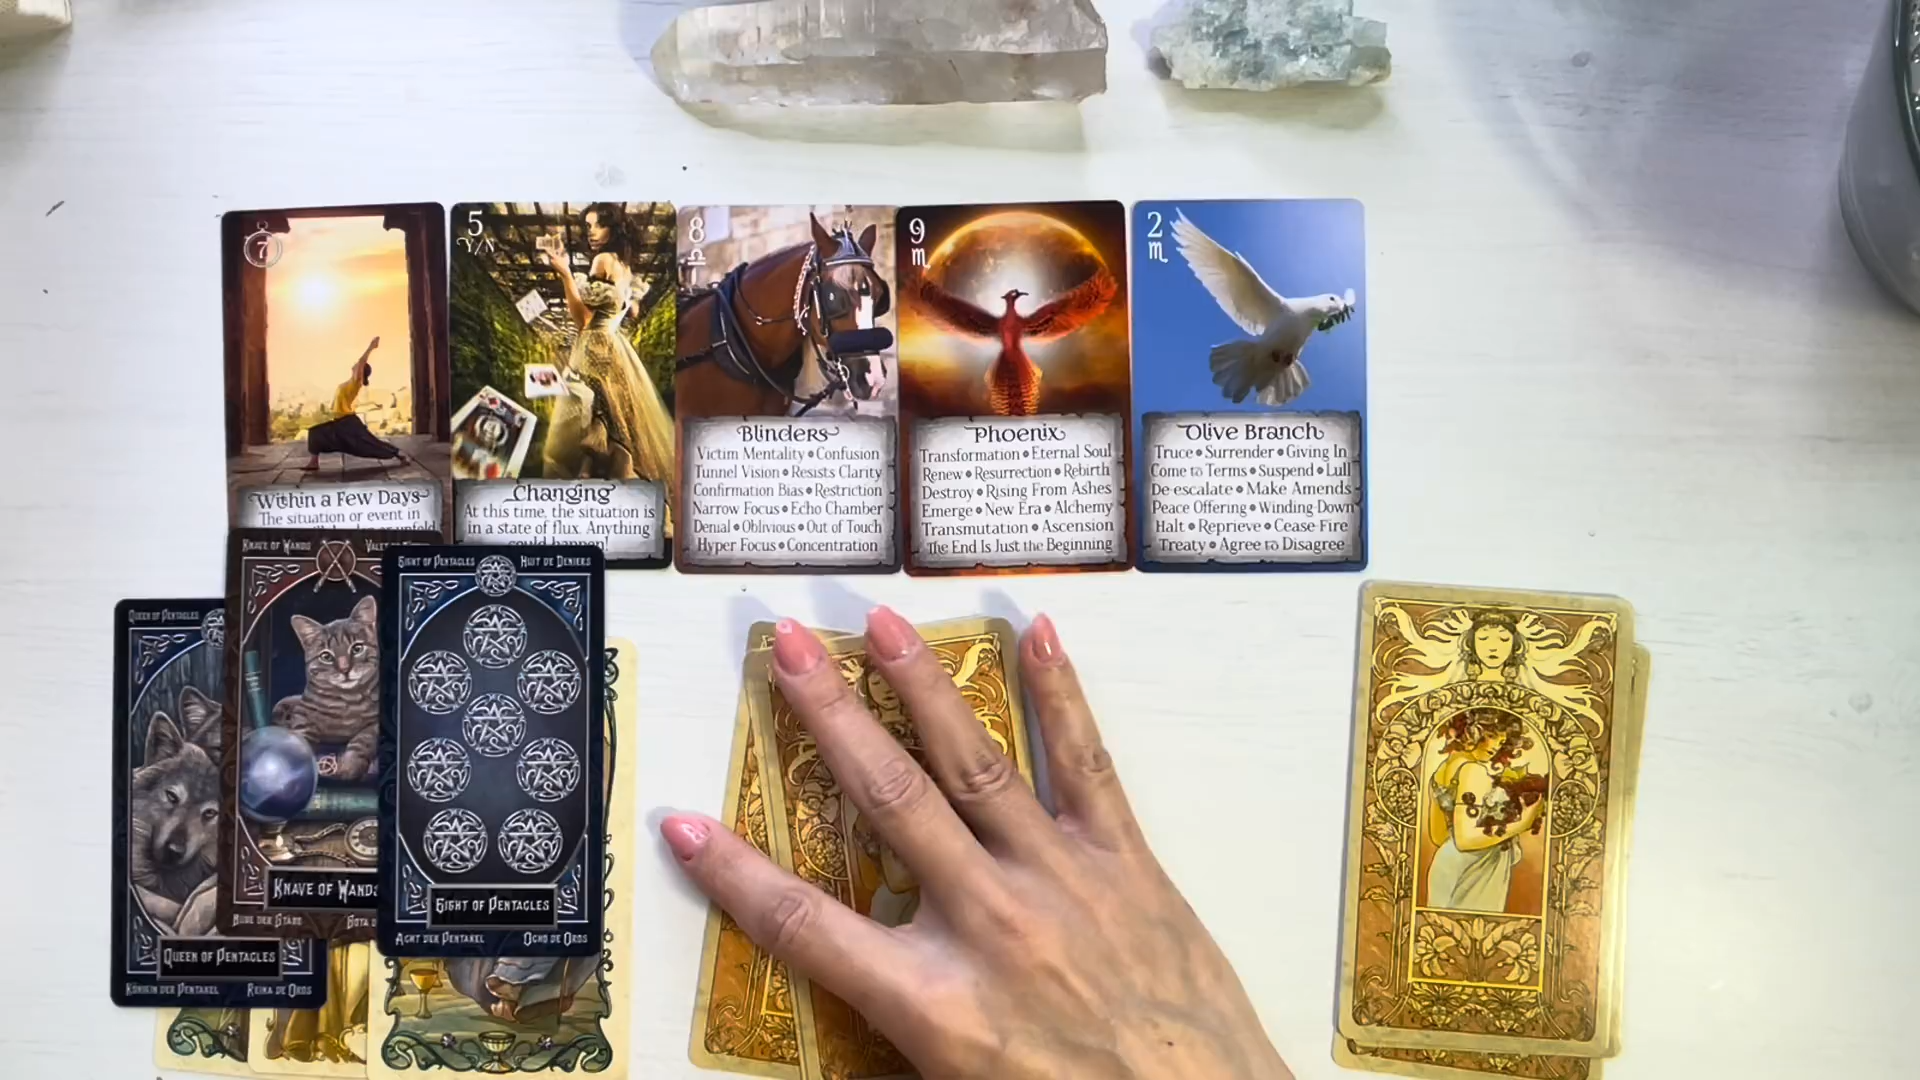 7
Within a Few Days
The situation or event in
5
Y/N
Changing
At this time, the situation is
in a state of flux. Anything
could happen!
8
♎
Blinders
Victim Mentality • Confusion
Tunnel Vision • Resists Clarity
Confirmation Bias • Restriction
Narrow Focus • Echo Chamber
Denial • Oblivious • Out of Touch
Hyper Focus • Concentration
9
♏
Phoenix
Transformation • Eternal Soul
Renew • Resurrection • Rebirth
Destroy • Rising From Ashes
Emerge • New Era • Alchemy
Transmutation • Ascension
The End Is Just the Beginning
2
♏
Olive Branch
Truce • Surrender • Giving In
Come to Terms • Suspend • Lull
De-escalate • Make Amends
Peace Offering • Winding Down
Halt • Reprieve • Cease-Fire
Treaty • Agree to Disagree
Queen of Pentacles
Queen of Pentacles
Königin der Pentakel Reina de Oros
Knave of Wands
Knave of Wands
Bube der Stäbe
Eight of Pentacles Huit de Deniers
Eight of Pentacles
Acht der Pentakel Ocho de Oros